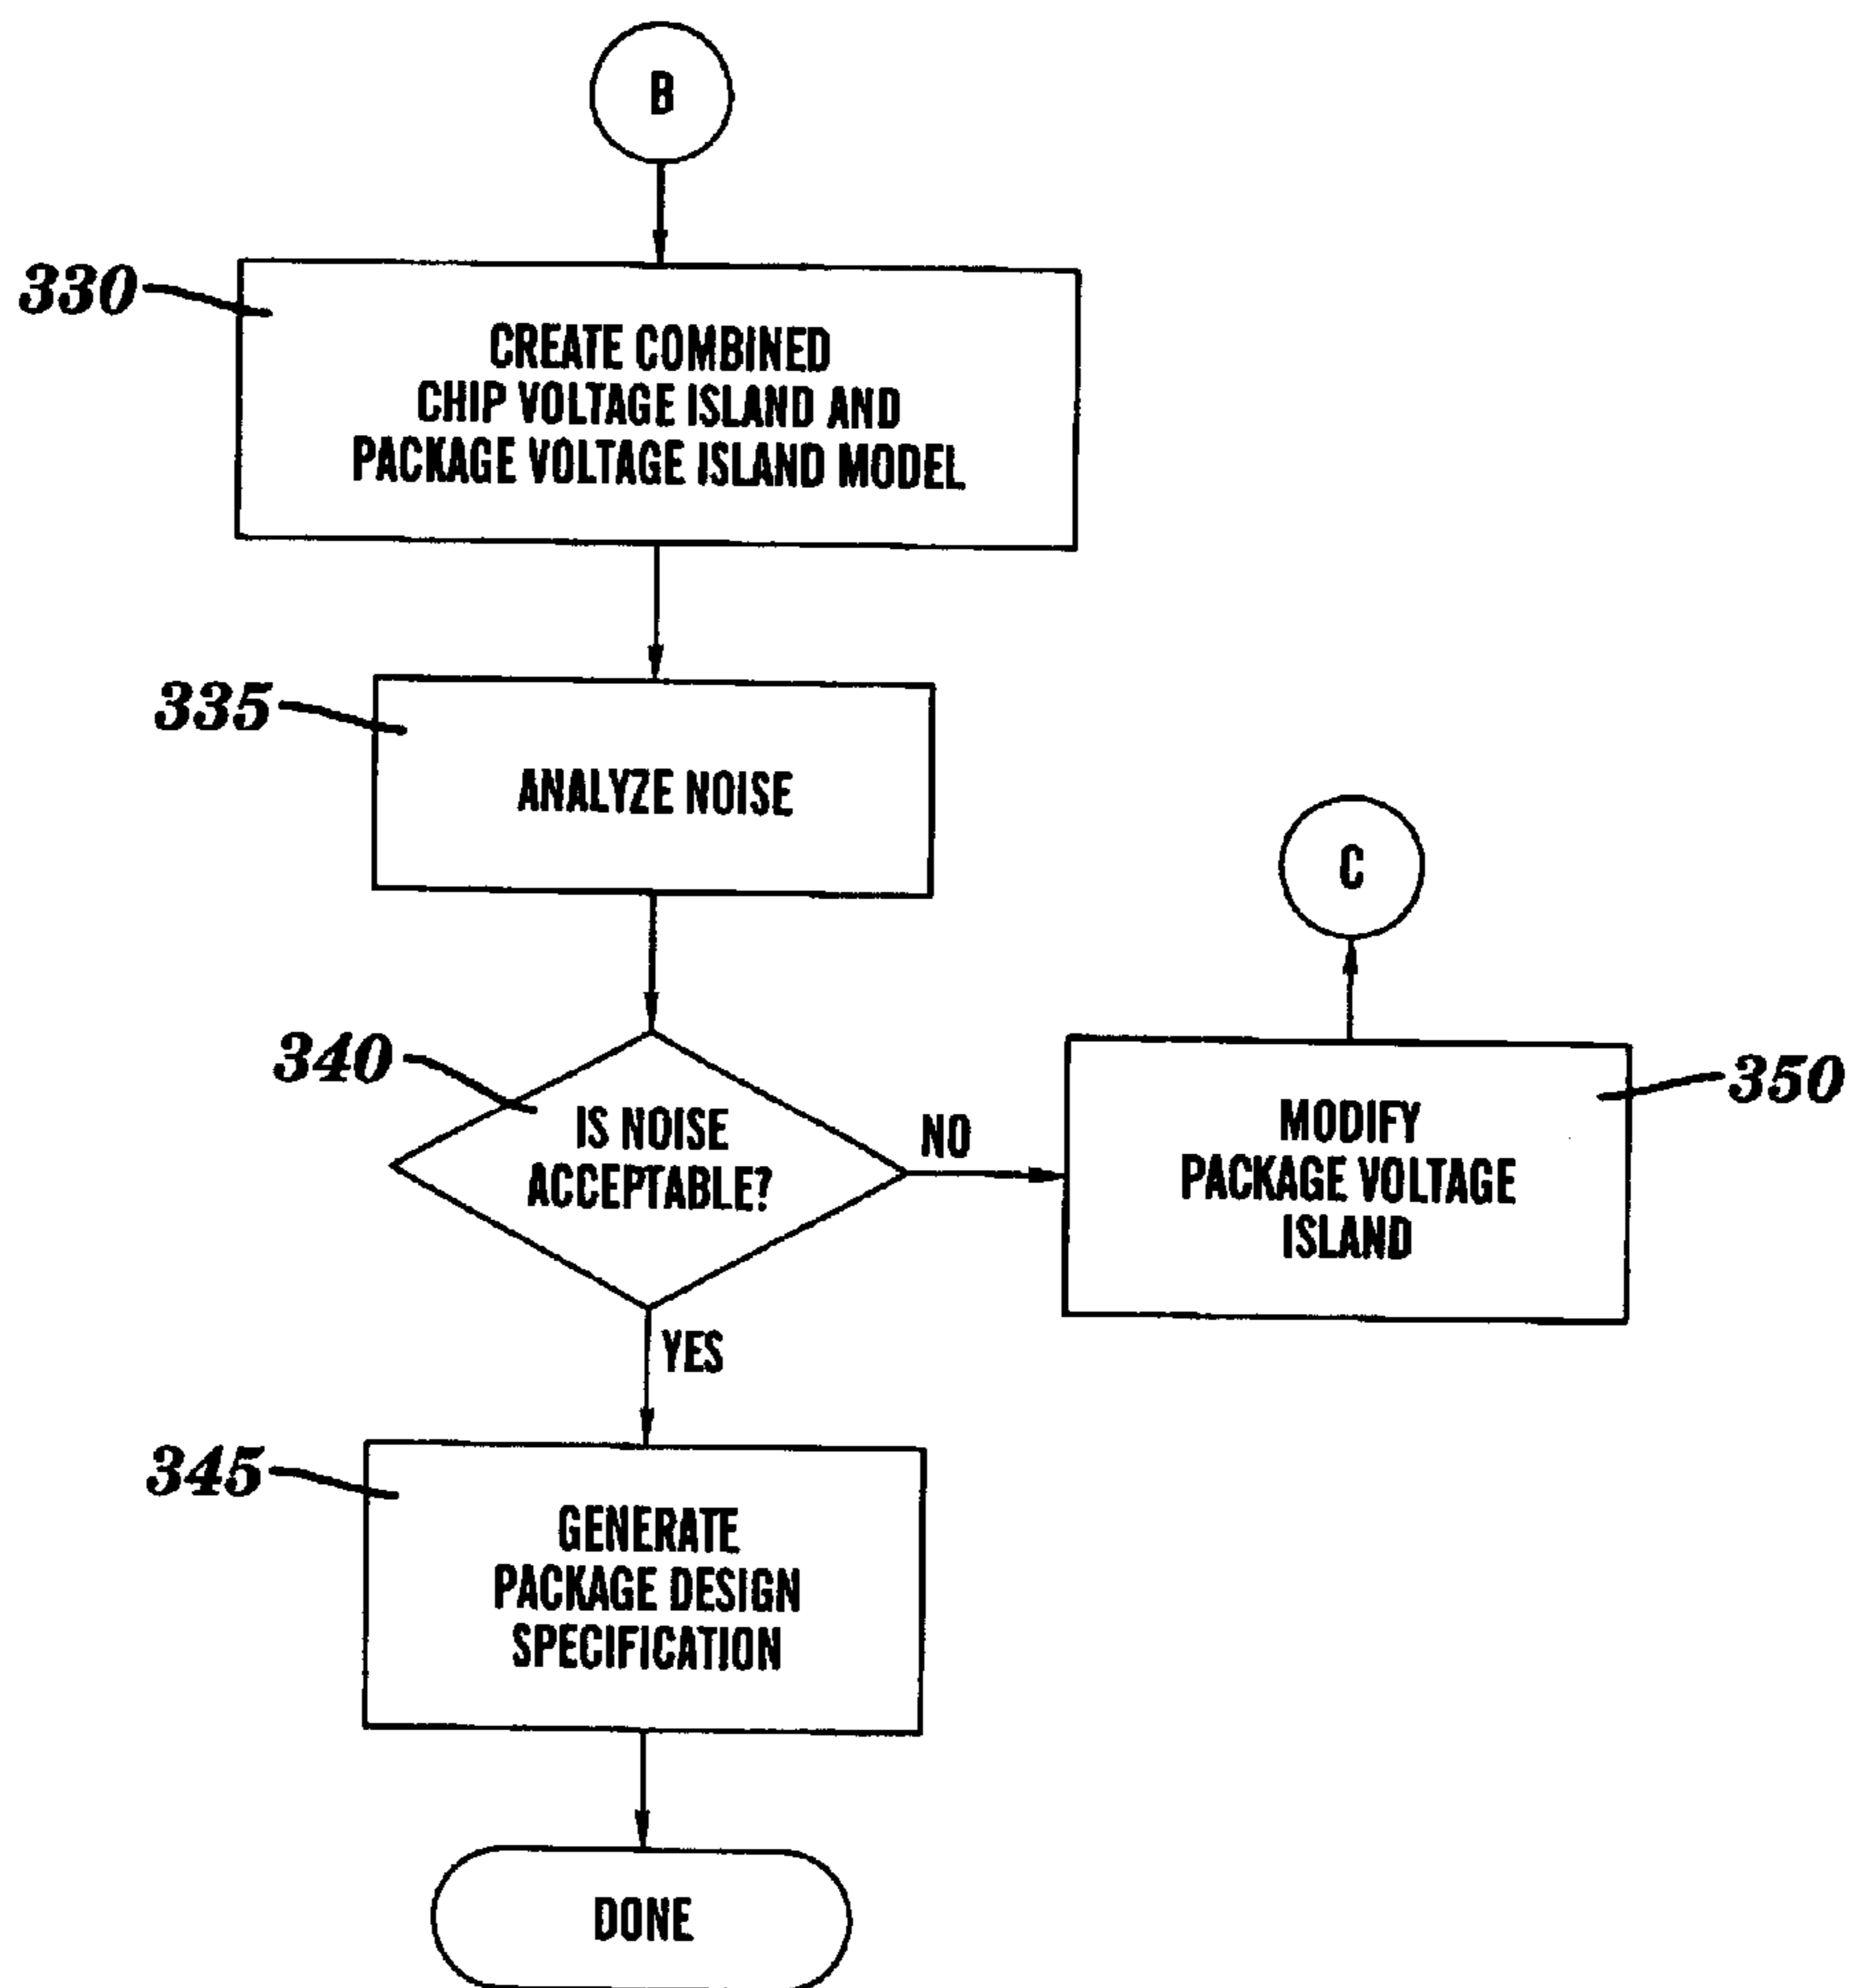 B
330
CREATE COMBINED
CHIP VOLTAGE ISLAND AND
PACKAGE VOLTAGE ISLAND MODEL
335
ANALYZE NOISE
C
340
IS NOISE
ACCEPTABLE?
NO
MODIFY
PACKAGE VOLTAGE
ISLAND
350
YES
345
GENERATE
PACKAGE DESIGN
SPECIFICATION
DONE